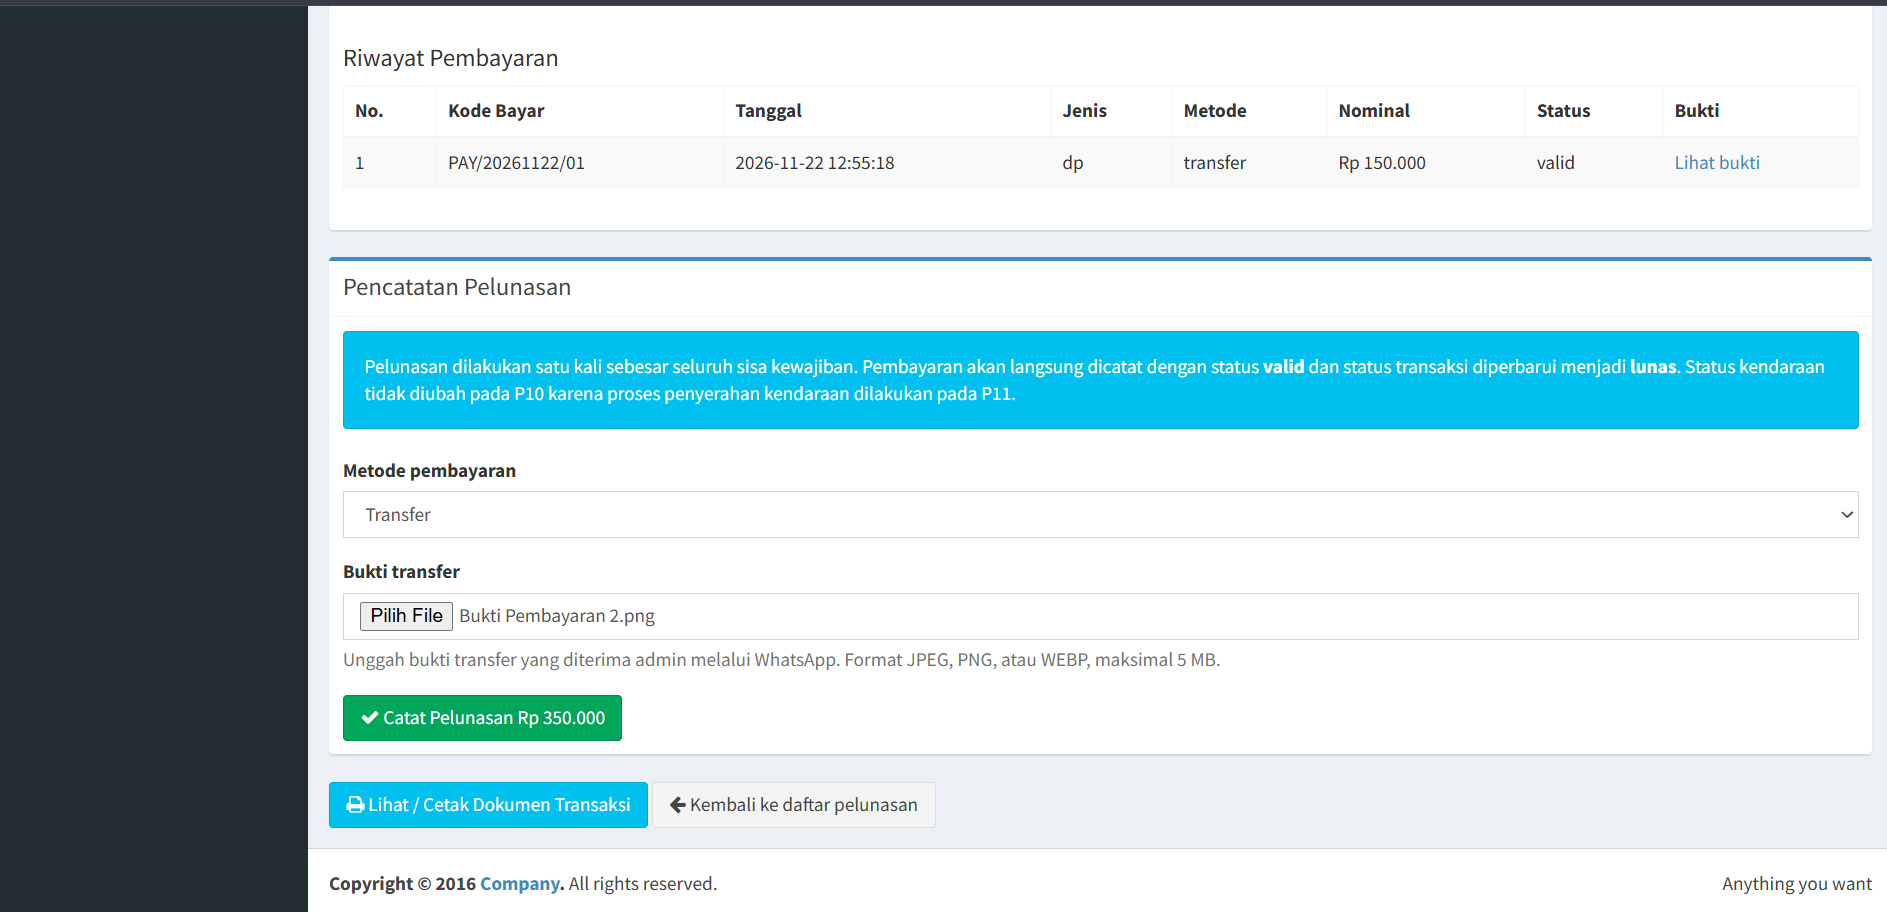 Riwayat Pembayaran
No. Kode Bayar Tanggal Jenis Metode Nominal Status Bukti
1 PAY/20261122/01 2026-11-22 12:55:18 dp transfer Rp 150.000 valid Lihat bukti
Pencatatan Pelunasan
Pelunasan dilakukan satu kali sebesar seluruh sisa kewajiban. Pembayaran akan langsung dicatat dengan status valid dan status transaksi diperbarui menjadi lunas. Status kendaraan
tidak diubah pada P10 karena proses penyerahan kendaraan dilakukan pada P11.
Metode pembayaran
Transfer
Bukti transfer
Pilih File Bukti Pembayaran 2.png
Unggah bukti transfer yang diterima admin melalui WhatsApp. Format JPEG, PNG, atau WEBP, maksimal 5 MB.
Catat Pelunasan Rp 350.000
Lihat / Cetak Dokumen Transaksi Kembali ke daftar pelunasan
Copyright © 2016 Company. All rights reserved. Anything you want